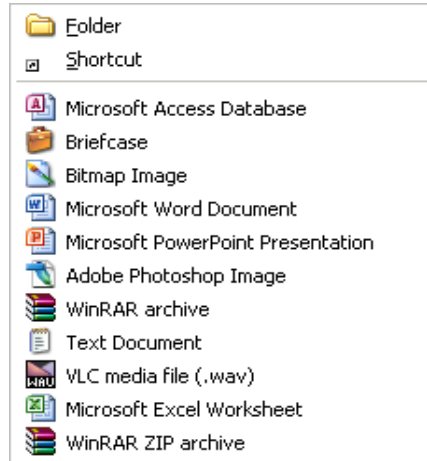 Folder
Shortcut
Microsoft Access Database
Briefcase
Bitmap Image
Microsoft Word Document
Microsoft PowerPoint Presentation
Adobe Photoshop Image
WinRAR archive
Text Document
WAV VLC media file (.wav)
Microsoft Excel Worksheet
WinRAR ZIP archive